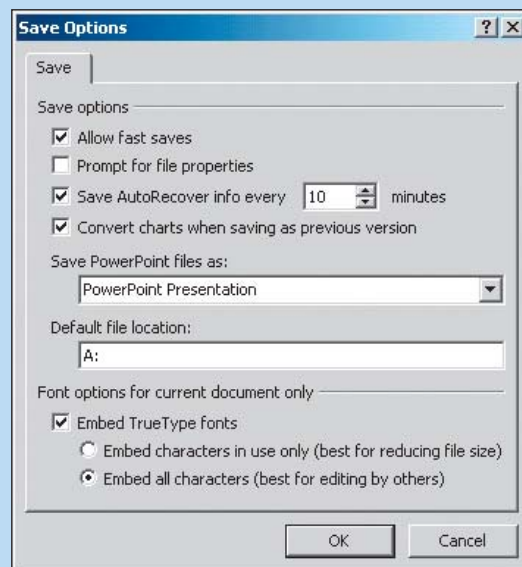 Save Options
Save
Save options
Allow fast saves
Prompt for file properties
Save AutoRecover info every 10 minutes
Convert charts when saving as previous version
Save PowerPoint files as:
PowerPoint Presentation
Default file location:
A:
Font options for current document only
Embed TrueType fonts
Embed characters in use only (best for reducing file size)
Embed all characters (best for editing by others)
OK Cancel